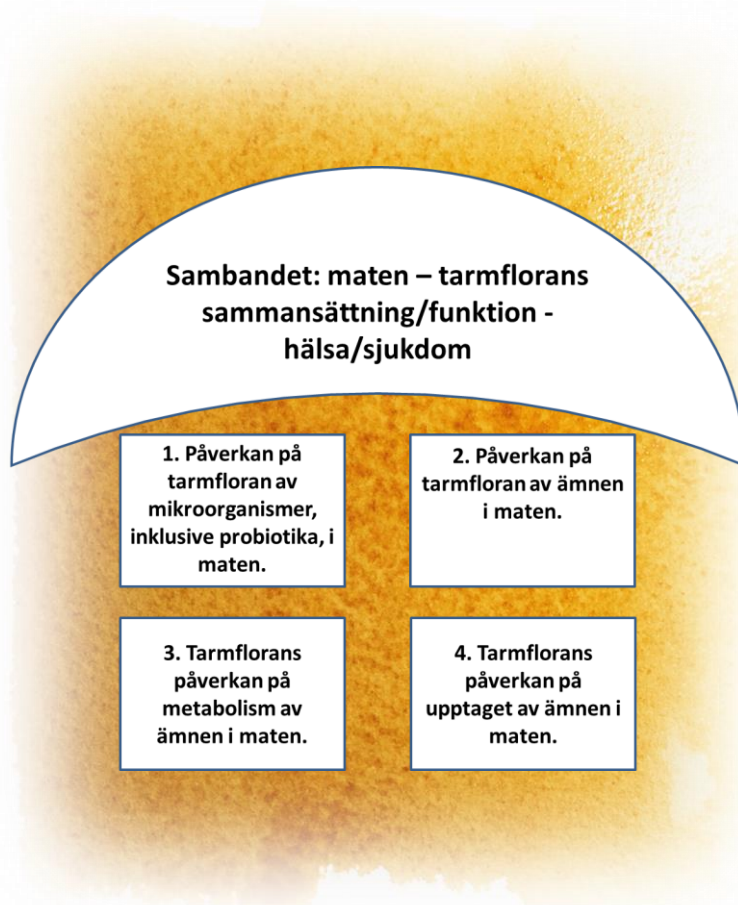 Sambandet: maten – tarmflorans
sammansättning/funktion -
hälsa/sjukdom
1. Påverkan på
tarmfloran av
mikroorganismer,
inklusive probiotika, i
maten.
2. Påverkan på
tarmfloran av ämnen
i maten.
3. Tarmflorans
påverkan på
metabolism av
ämnen i maten.
4. Tarmflorans
påverkan på
upptaget av ämnen i
maten.